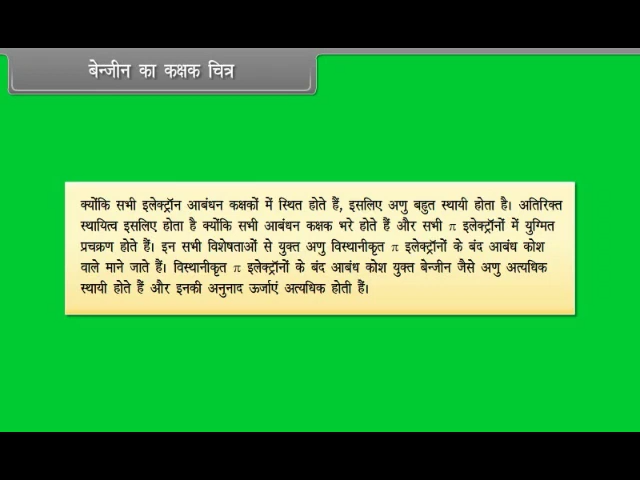 बेन्जीन का कक्षक चित्र
क्योंकि सभी इलेक्ट्रॉन आबंधन कक्षकों में स्थित होते हैं, इसलिए अणु बहुत स्थायी होता है। अतिरिक्त
स्थायित्व इसलिए होता है क्योंकि सभी आबंधन कक्षक भरे होते हैं और सभी π इलेक्ट्रॉनों में युग्मित
प्रचक्रण होते हैं। इन सभी विशेषताओं से युक्त अणु विस्थानीकृत π इलेक्ट्रॉनों के बंद आबंध कोश
वाले माने जाते हैं। विस्थानीकृत π इलेक्ट्रॉनों के बंद आबंध कोश युक्त बेन्जीन जैसे अणु अत्यधिक
स्थायी होते हैं और इनकी अनुनाद ऊर्जाएं अत्यधिक होती हैं।